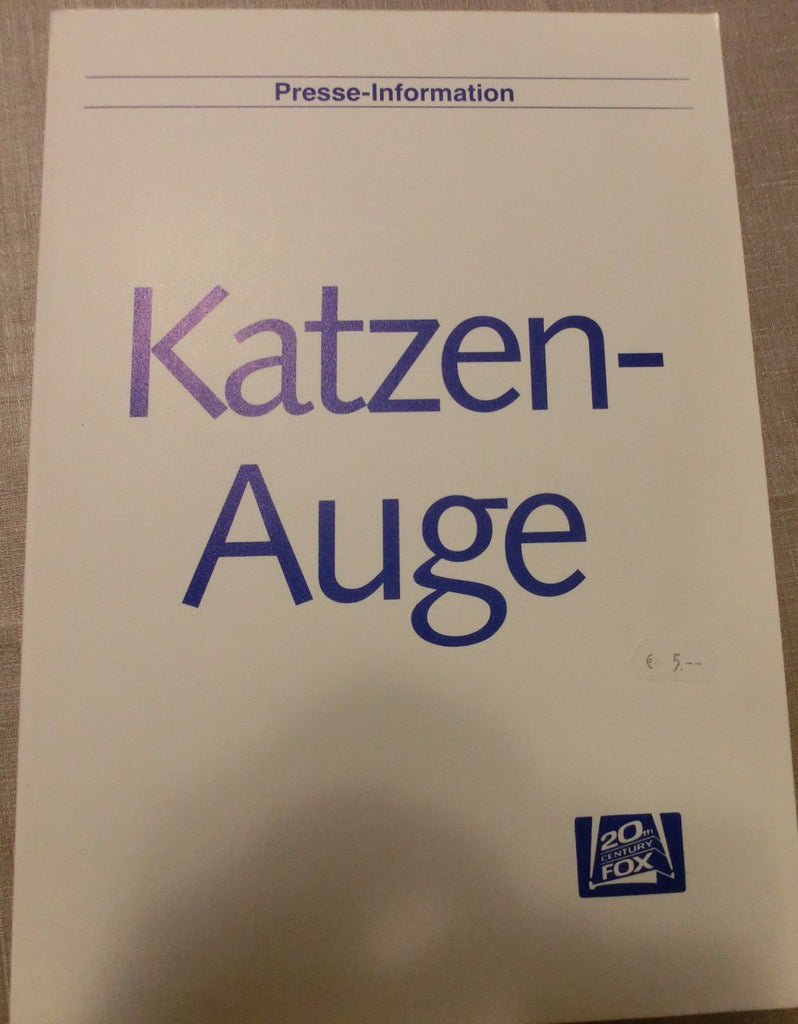 Presse-Information
Katzen-
Auge
€ 5.--
20th
CENTURY
FOX